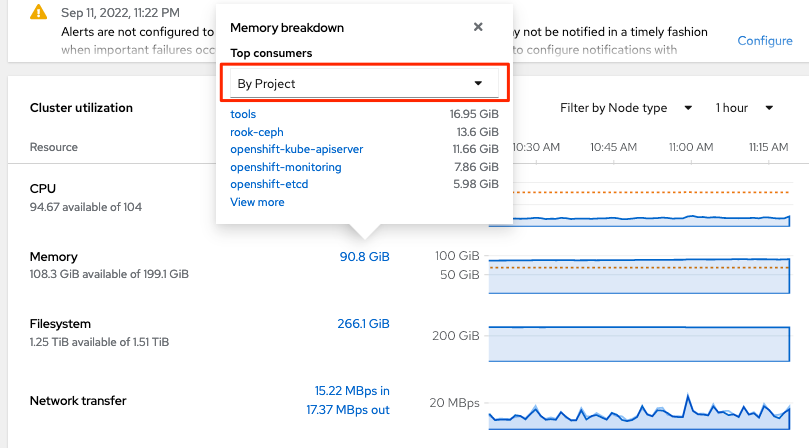 Sep 11, 2022, 11:22 PM
Alerts are not configured to
y not be notified in a timely fashion
when important failures occ
to configure notifications with
Configure
Memory breakdown
Top consumers
By Project
tools 16.95 GiB
rook-ceph 13.6 GiB
openshift-kube-apiserver 11.66 GiB
openshift-monitoring 7.86 GiB
openshift-etcd 5.98 GiB
View more
Cluster utilization
Filter by Node type
1 hour
Resource
10:30 AM 10:45 AM 11:00 AM 11:15 AM
CPU
94.67 available of 104
Memory
108.3 GiB available of 199.1 GiB
90.8 GiB
100 GiB
50 GiB
Filesystem
1.25 TiB available of 1.51 TiB
266.1 GiB
200 GiB
Network transfer
15.22 MBps in
17.37 MBps out
20 MBps